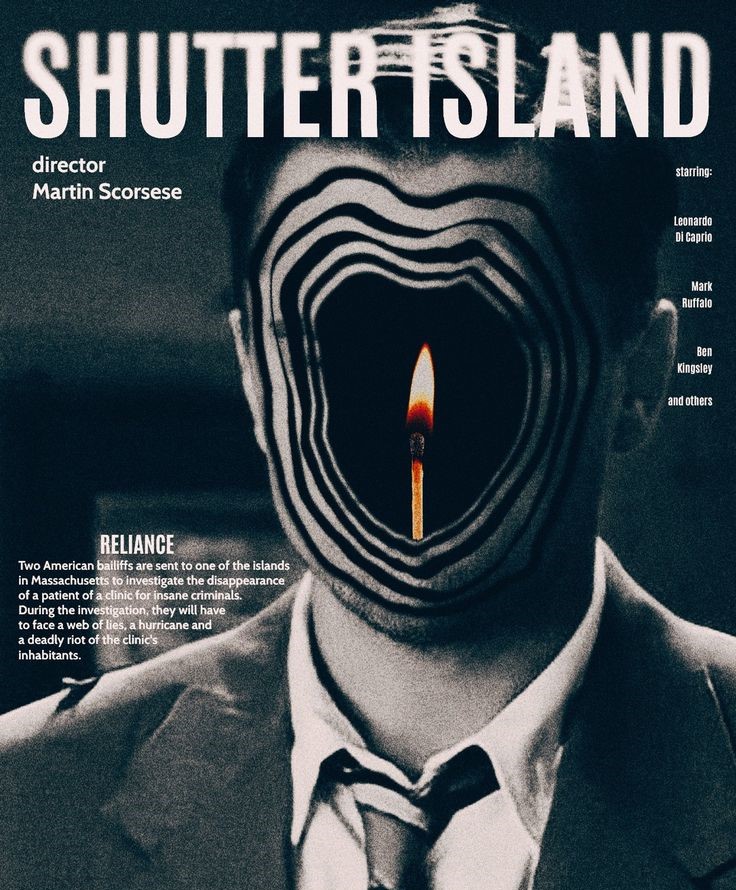 SHUTTER ISLAND
director
Martin Scorsese
starring:
Leonardo
Di Caprio
Mark
Ruffalo
Ben
Kingsley
and others
RELIANCE
Two American bailiffs are sent to one of the islands
in Massachusetts to investigate the disappearance
of a patient of a clinic for insane criminals.
During the investigation, they will have
to face a web of lies, a hurricane and
a deadly riot of the clinic's
inhabitants.